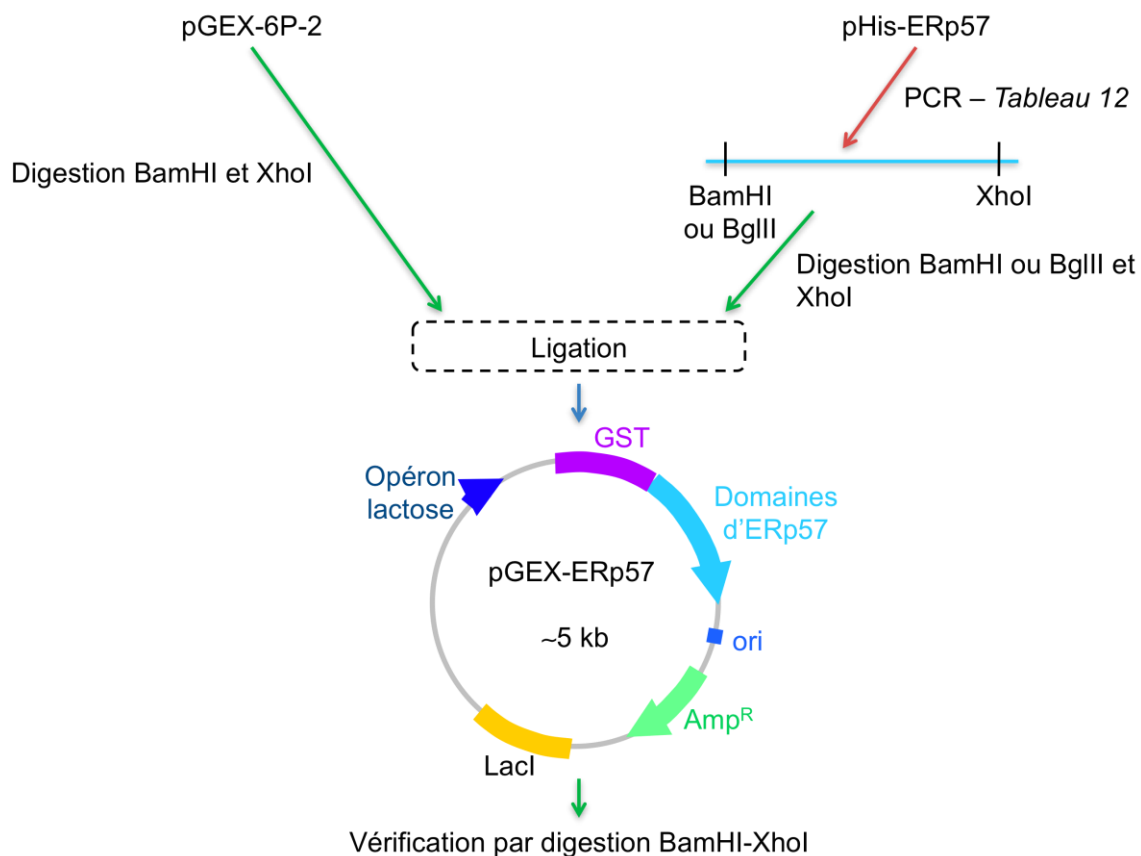 pGEX-6P-2
pHis-ERp57
PCR – Tableau 12
Digestion BamHI et XhoI
BamHI
ou BglII
XhoI
Digestion BamHI ou BglII et
XhoI
Ligation
GST
Opéron
lactose
Domaines
d’ERp57
pGEX-ERp57
~5 kb
ori
AmpR
LacI
Vérification par digestion BamHI-XhoI